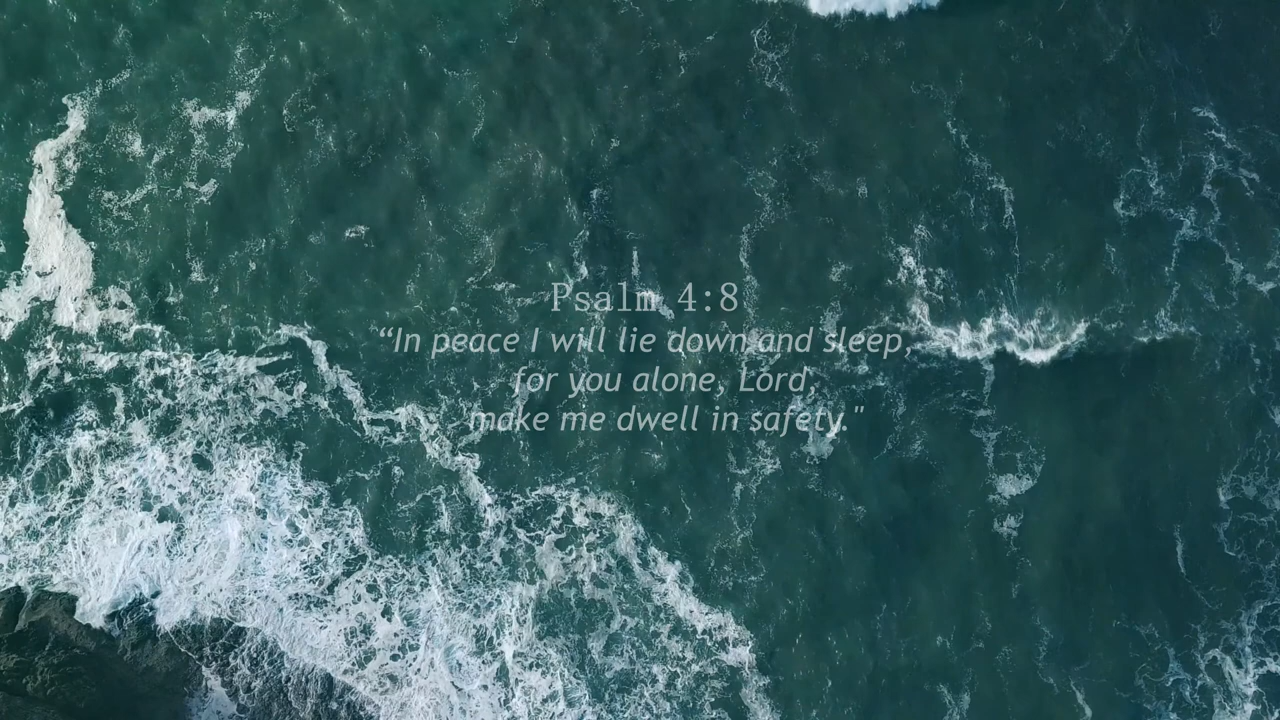 Psalm 4:8
“In peace I will lie down and sleep,
for you alone, Lord,
make me dwell in safety."